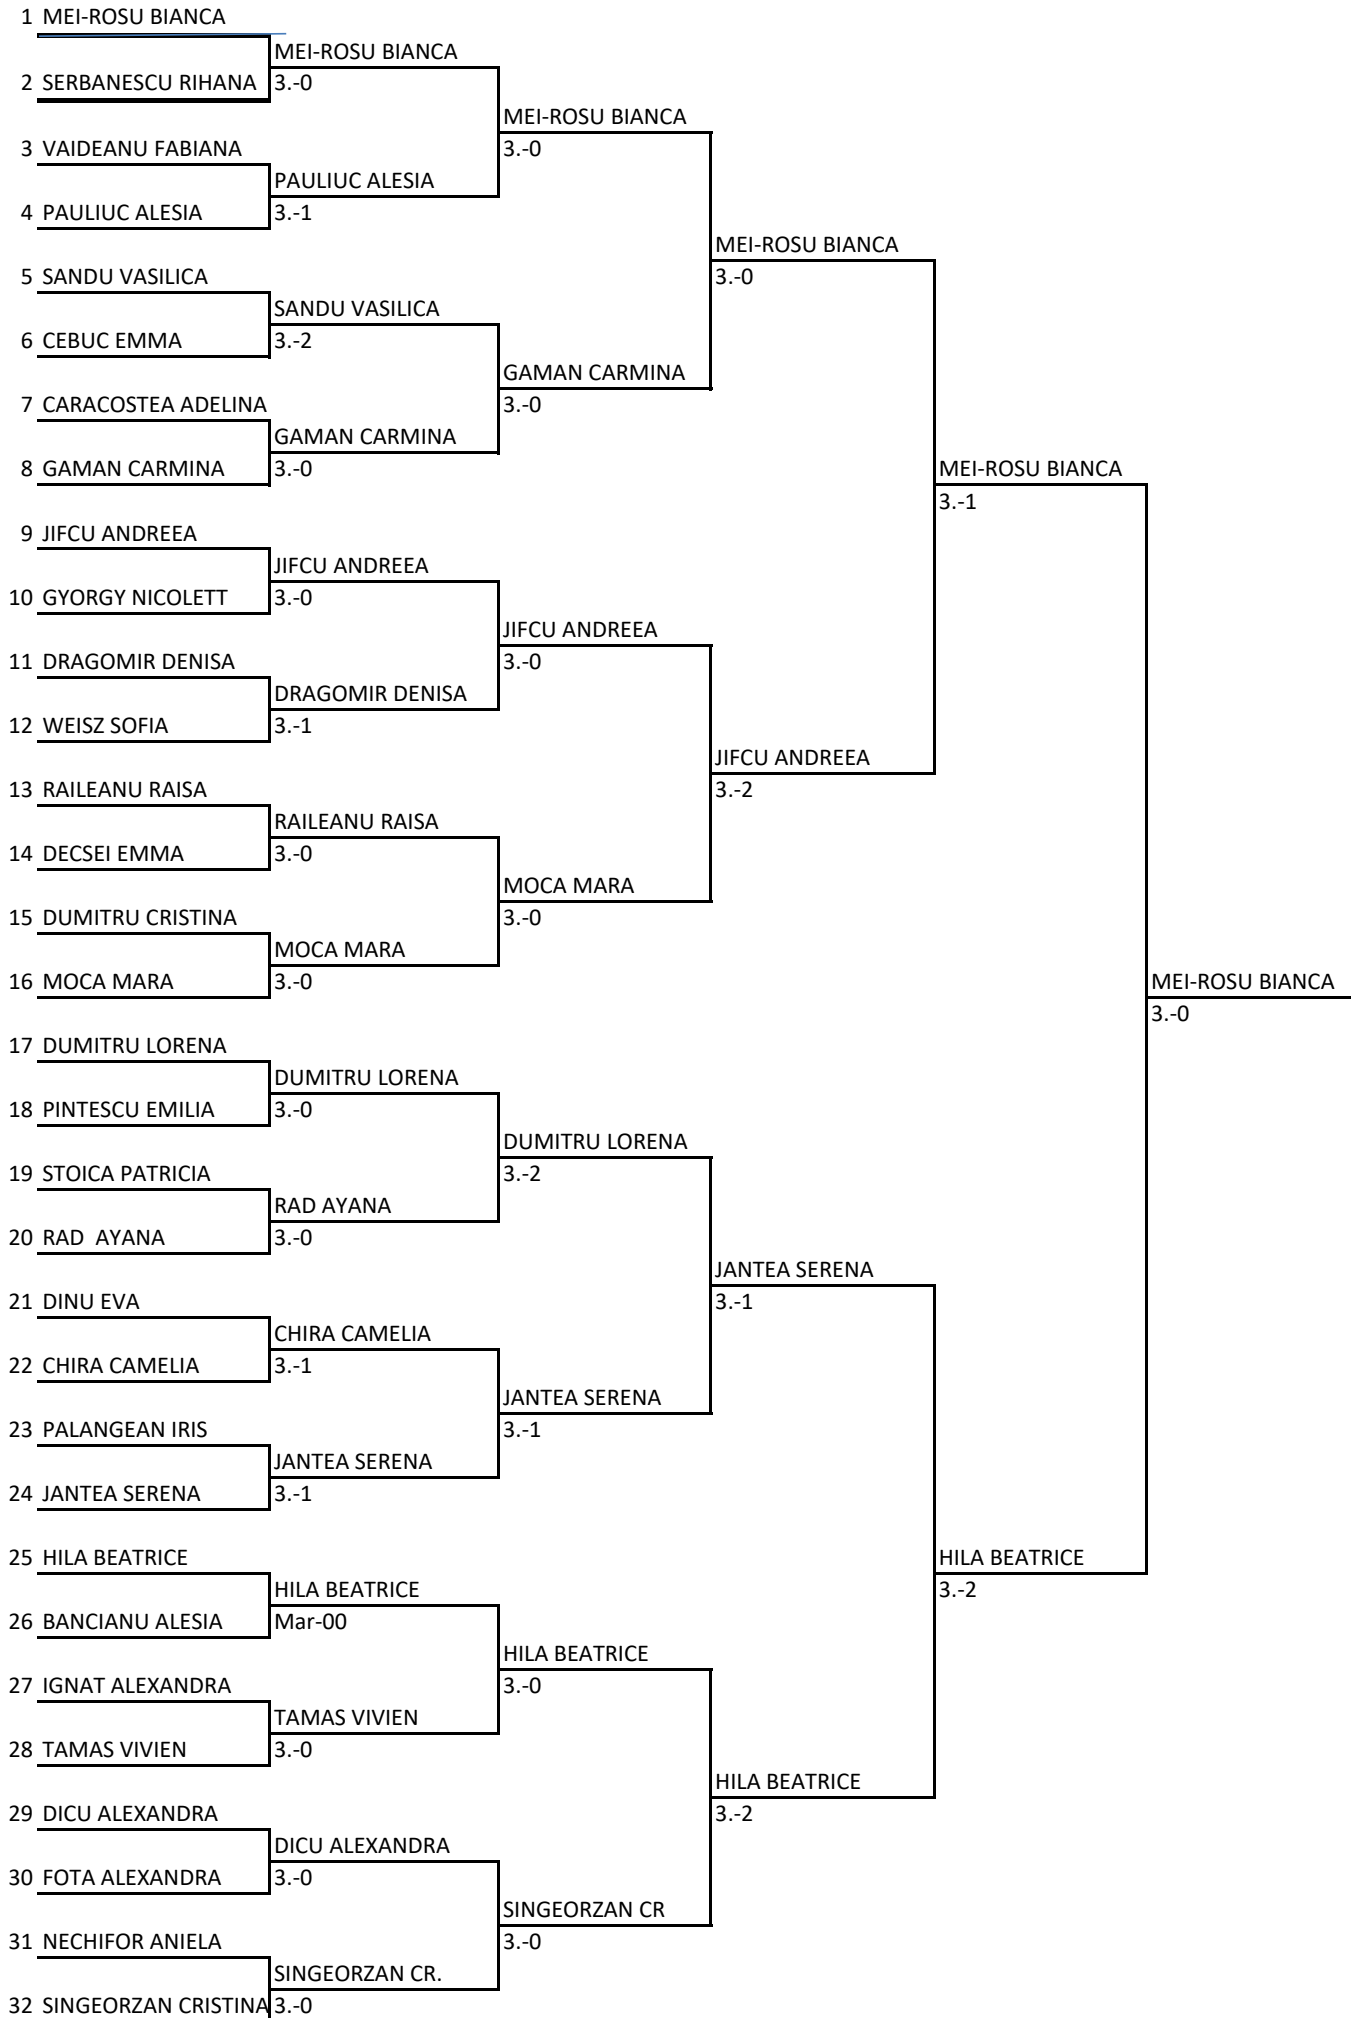 1 MEI-ROSU BIANCA
MEI-ROSU BIANCA
2 SERBANESCU RIHANA 3.-0
MEI-ROSU BIANCA
3 VAIDEANU FABIANA 3.-0
PAULIUC ALESIA
4 PAULIUC ALESIA 3.-1
MEI-ROSU BIANCA
5 SANDU VASILICA 3.-0
SANDU VASILICA
6 CEBUC EMMA 3.-2
GAMAN CARMINA
7 CARACOSTEA ADELINA 3.-0
GAMAN CARMINA
8 GAMAN CARMINA 3.-0 MEI-ROSU BIANCA
3.-1
9 JIFCU ANDREEA
JIFCU ANDREEA
10 GYORGY NICOLETT 3.-0
JIFCU ANDREEA
11 DRAGOMIR DENISA 3.-0
DRAGOMIR DENISA
12 WEISZ SOFIA 3.-1
JIFCU ANDREEA
13 RAILEANU RAISA 3.-2
RAILEANU RAISA
14 DECSEI EMMA 3.-0
MOCA MARA
15 DUMITRU CRISTINA 3.-0
MOCA MARA
16 MOCA MARA 3.-0 MEI-ROSU BIANCA
3.-0
17 DUMITRU LORENA
DUMITRU LORENA
18 PINTESCU EMILIA 3.-0
DUMITRU LORENA
19 STOICA PATRICIA 3.-2
RAD AYANA
20 RAD  AYANA 3.-0
JANTEA SERENA
21 DINU EVA 3.-1
CHIRA CAMELIA
22 CHIRA CAMELIA 3.-1
JANTEA SERENA
23 PALANGEAN IRIS 3.-1
JANTEA SERENA
24 JANTEA SERENA 3.-1
25 HILA BEATRICE HILA BEATRICE
HILA BEATRICE 3.-2
26 BANCIANU ALESIA Mar-00
HILA BEATRICE
27 IGNAT ALEXANDRA 3.-0
TAMAS VIVIEN
28 TAMAS VIVIEN 3.-0
HILA BEATRICE
29 DICU ALEXANDRA 3.-2
DICU ALEXANDRA
30 FOTA ALEXANDRA 3.-0
SINGEORZAN CR
31 NECHIFOR ANIELA 3.-0
SINGEORZAN CR.
32 SINGEORZAN CRISTINA 3.-0